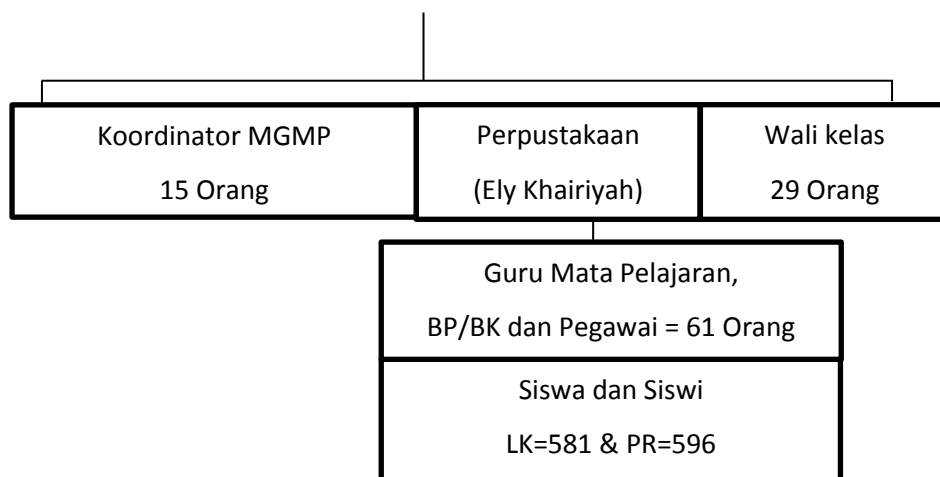 Koordinator MGMP
15 Orang
Perpustakaan
(Ely Khairiyah)
Wali kelas
29 Orang
Guru Mata Pelajaran,
BP/BK dan Pegawai = 61 Orang
Siswa dan Siswi
LK=581 & PR=596